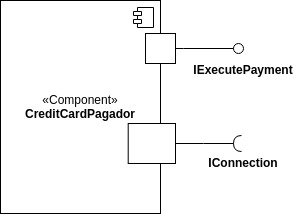 IExecutePayment
«Component»
CreditCardPagador
IConnection